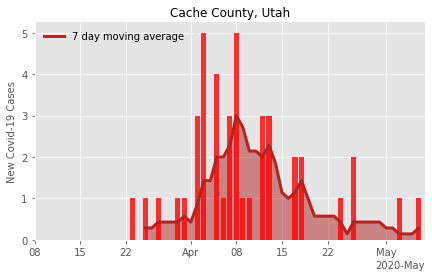 Cache County, Utah
7 day moving average
New Covid-19 Cases
5
4
3
2
1
0
08 15 22 Apr 08 15 22 May
2020-May